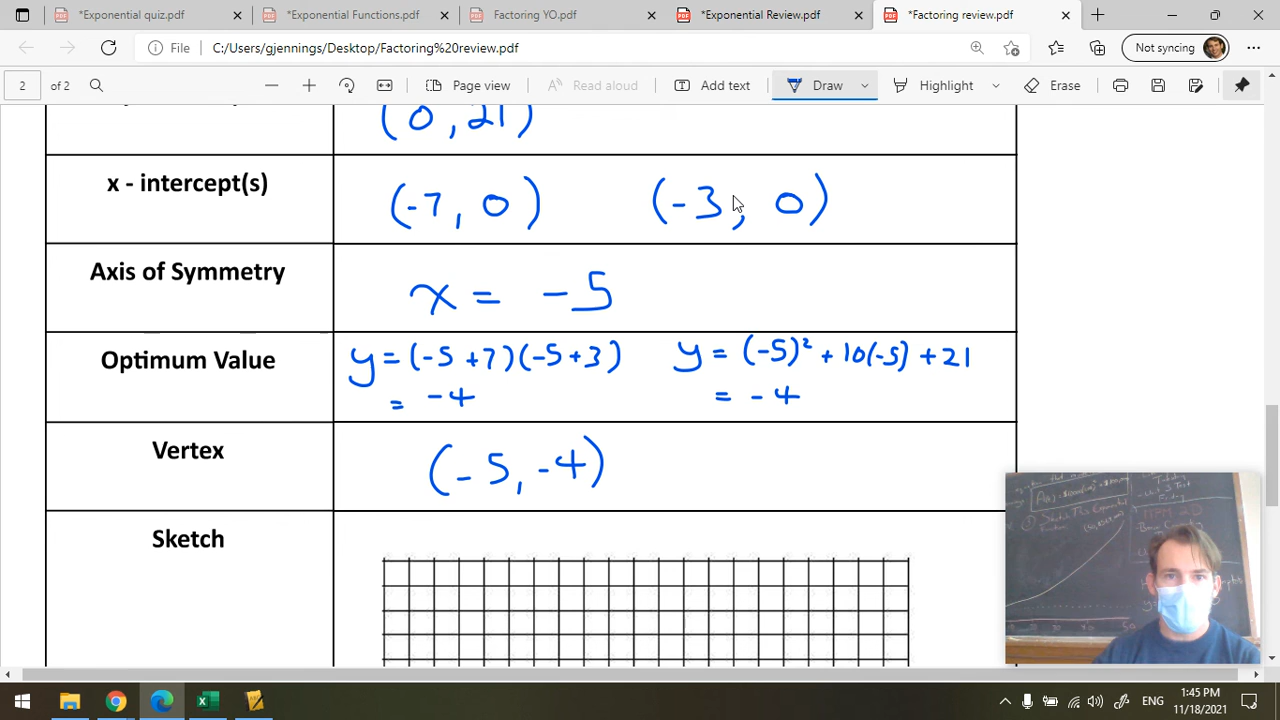 *Exponential quiz.pdf
*Exponential Functions.pdf
Factoring YO.pdf
*Exponential Review.pdf
*Factoring review.pdf
File
C:/Users/gjennings/Desktop/Factoring%20review.pdf
Not syncing
2 of 2
Page view
Read aloud
Add text
Draw
Highlight
Erase
(0, 21)
x - intercept(s)
(-7, 0) (-3, 0)
Axis of Symmetry
x = -5
Optimum Value
y = (-5+7)(-5+3) y = (-5)² + 10(-5) + 21
= -4 = -4
Vertex
(-5, -4)
Sketch
ENG
1:45 PM
11/18/2021